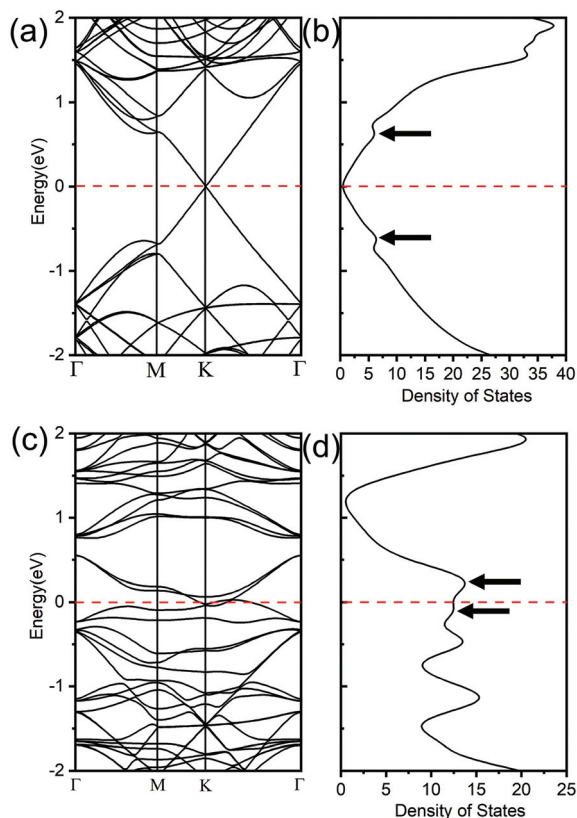 (a)
(b)
2
1
0
-1
-2
Energy(eV)
Γ M K Γ
0 5 10 15 20 25 30 35 40
Density of States
(c)
(d)
2
1
0
-1
-2
Energy(eV)
Γ M K Γ
0 5 10 15 20 25
Density of States